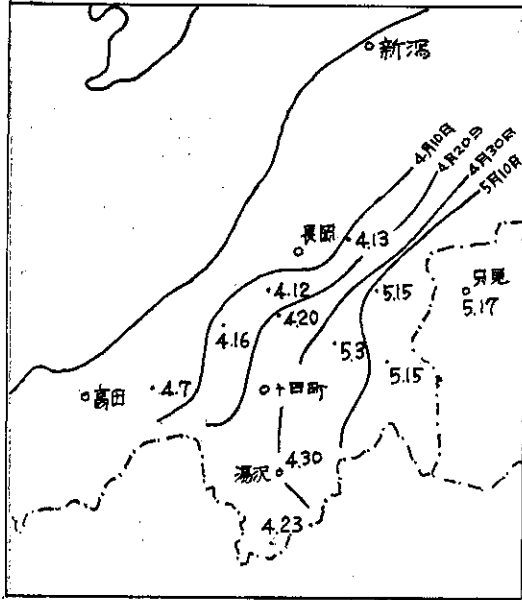 新潟
4月10日
4月20日
4月30日
5月10日
長岡
4.13
只見
5.17
4.12
5.15
4.20
4.16
5.3
5.15
高田
4.7
十日町
湯沢
4.30
4.23